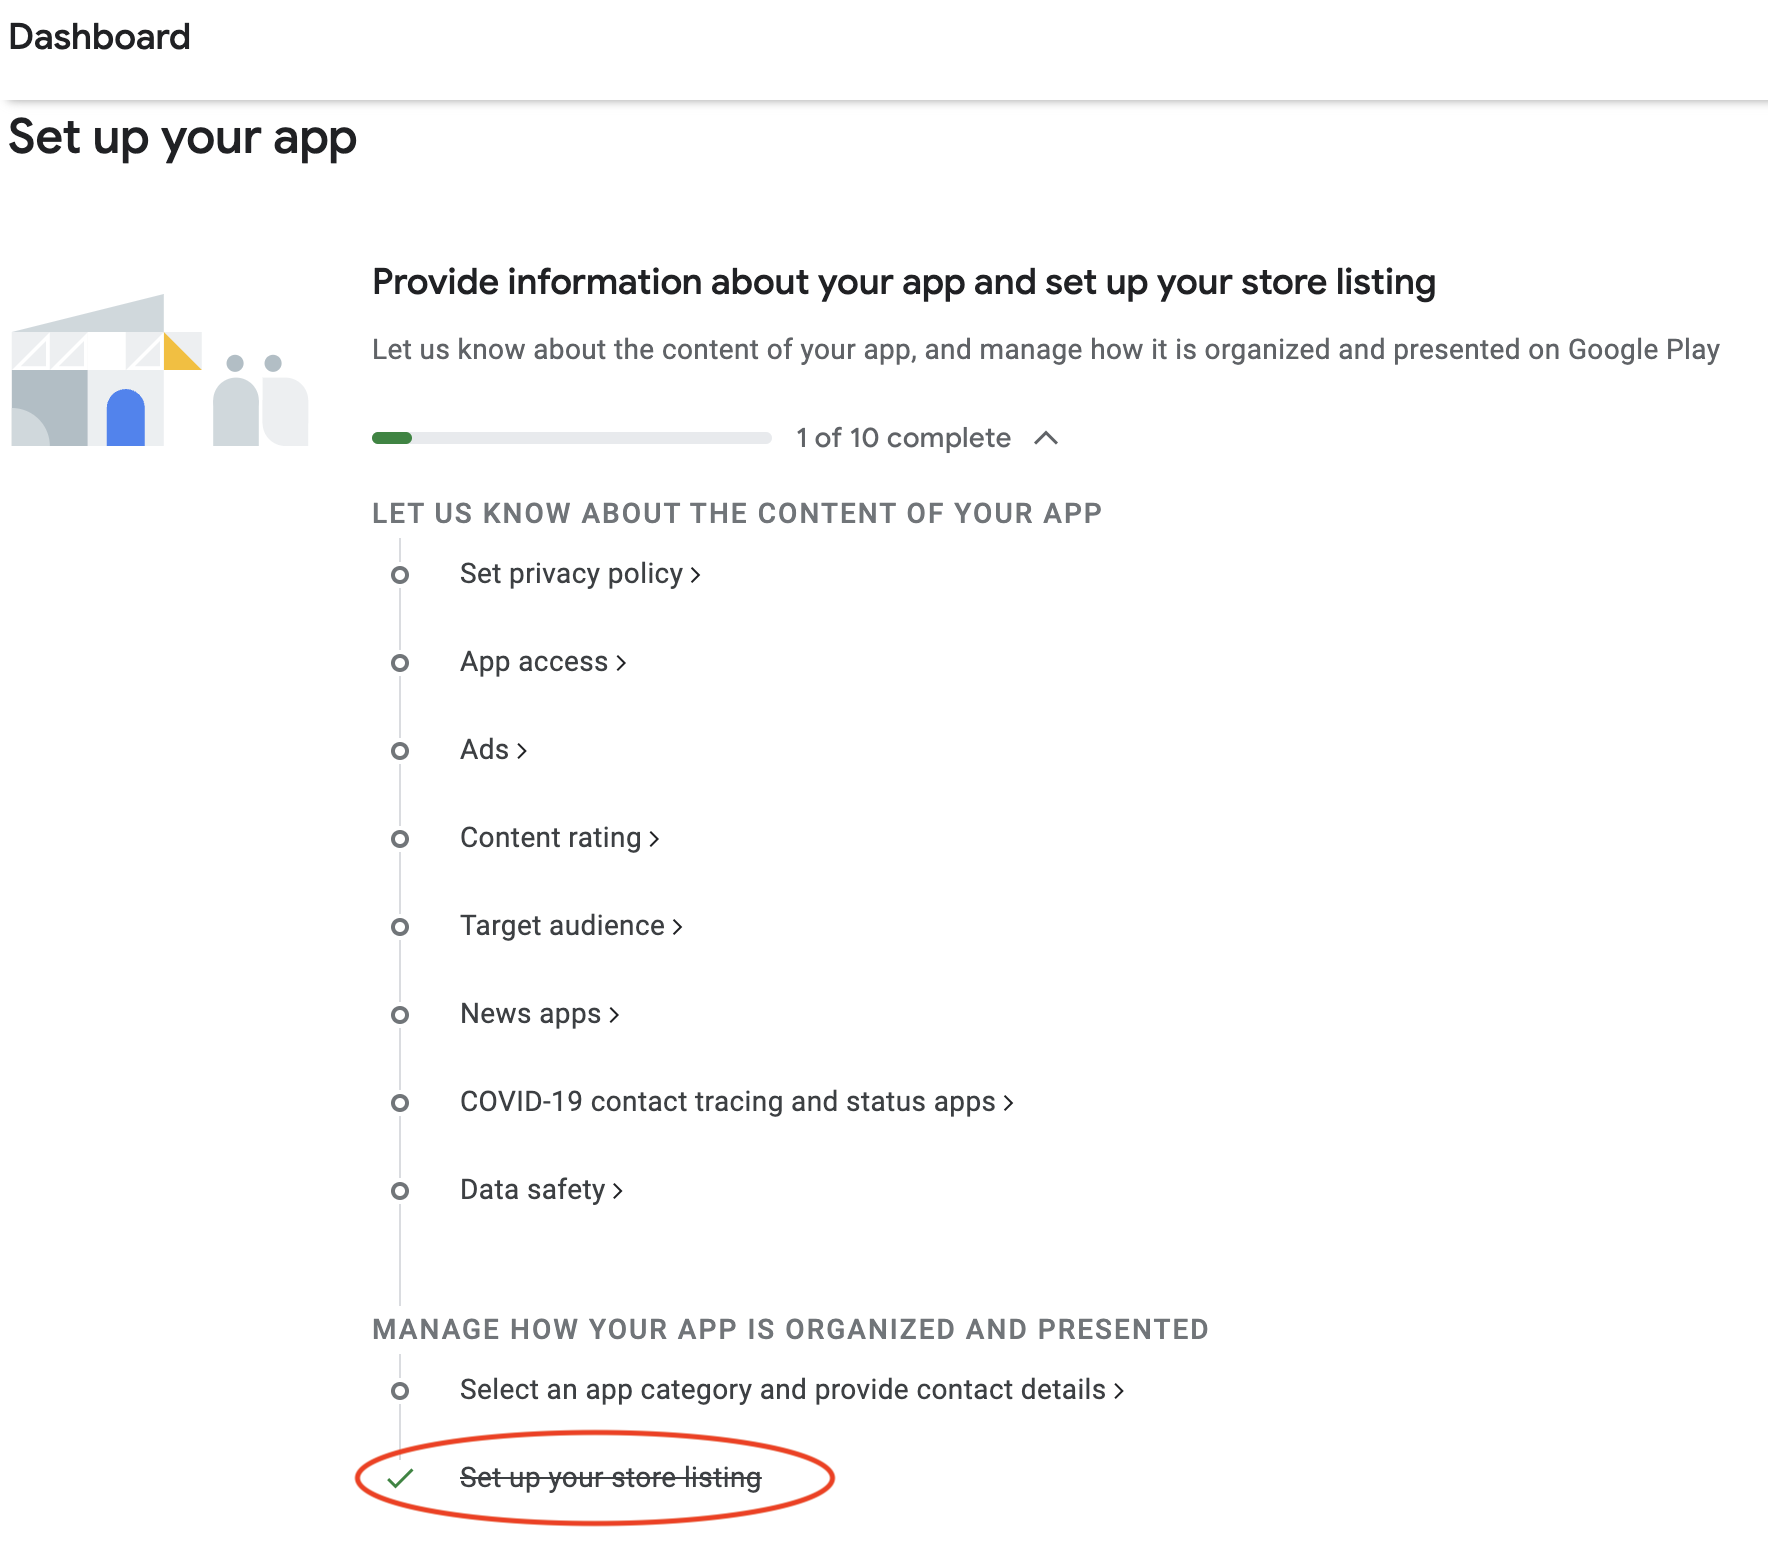 Dashboard
Set up your app
Provide information about your app and set up your store listing
Let us know about the content of your app, and manage how it is organized and presented on Google Play
1 of 10 complete
LET US KNOW ABOUT THE CONTENT OF YOUR APP
Set privacy policy
App access
Ads
Content rating
Target audience
News apps
COVID-19 contact tracing and status apps
Data safety
MANAGE HOW YOUR APP IS ORGANIZED AND PRESENTED
Select an app category and provide contact details
Set up your store listing